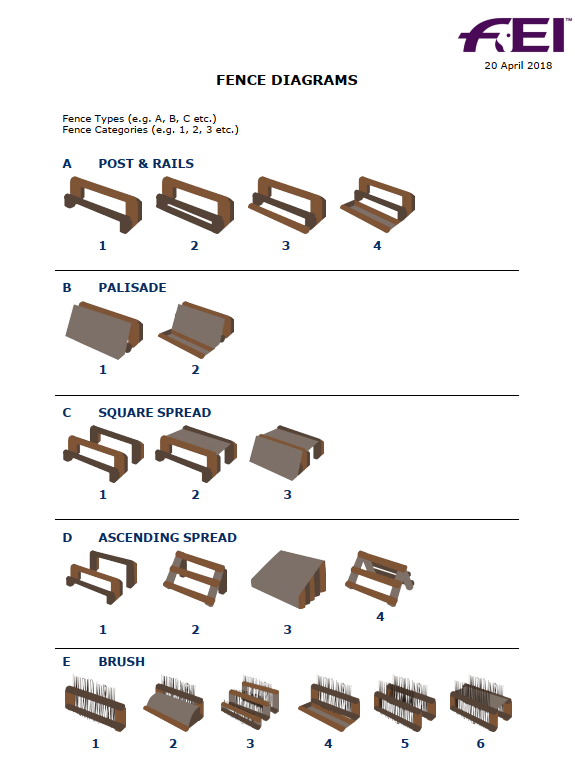 FEI™
20 April 2018
FENCE DIAGRAMS
Fence Types (e.g. A, B, C etc.)
Fence Categories (e.g. 1, 2, 3 etc.)
A POST & RAILS
1 2 3 4
B PALISADE
1 2
C SQUARE SPREAD
1 2 3
D ASCENDING SPREAD
1 2 3 4
E BRUSH
1 2 3 4 5 6